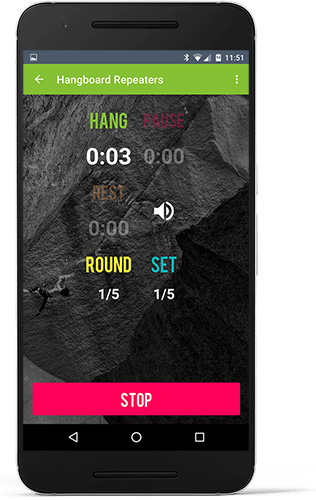 11:51
Hangboard Repeaters
HANG PAUSE
0:03 0:00
REST
0:00
ROUND SET
1/5 1/5
STOP